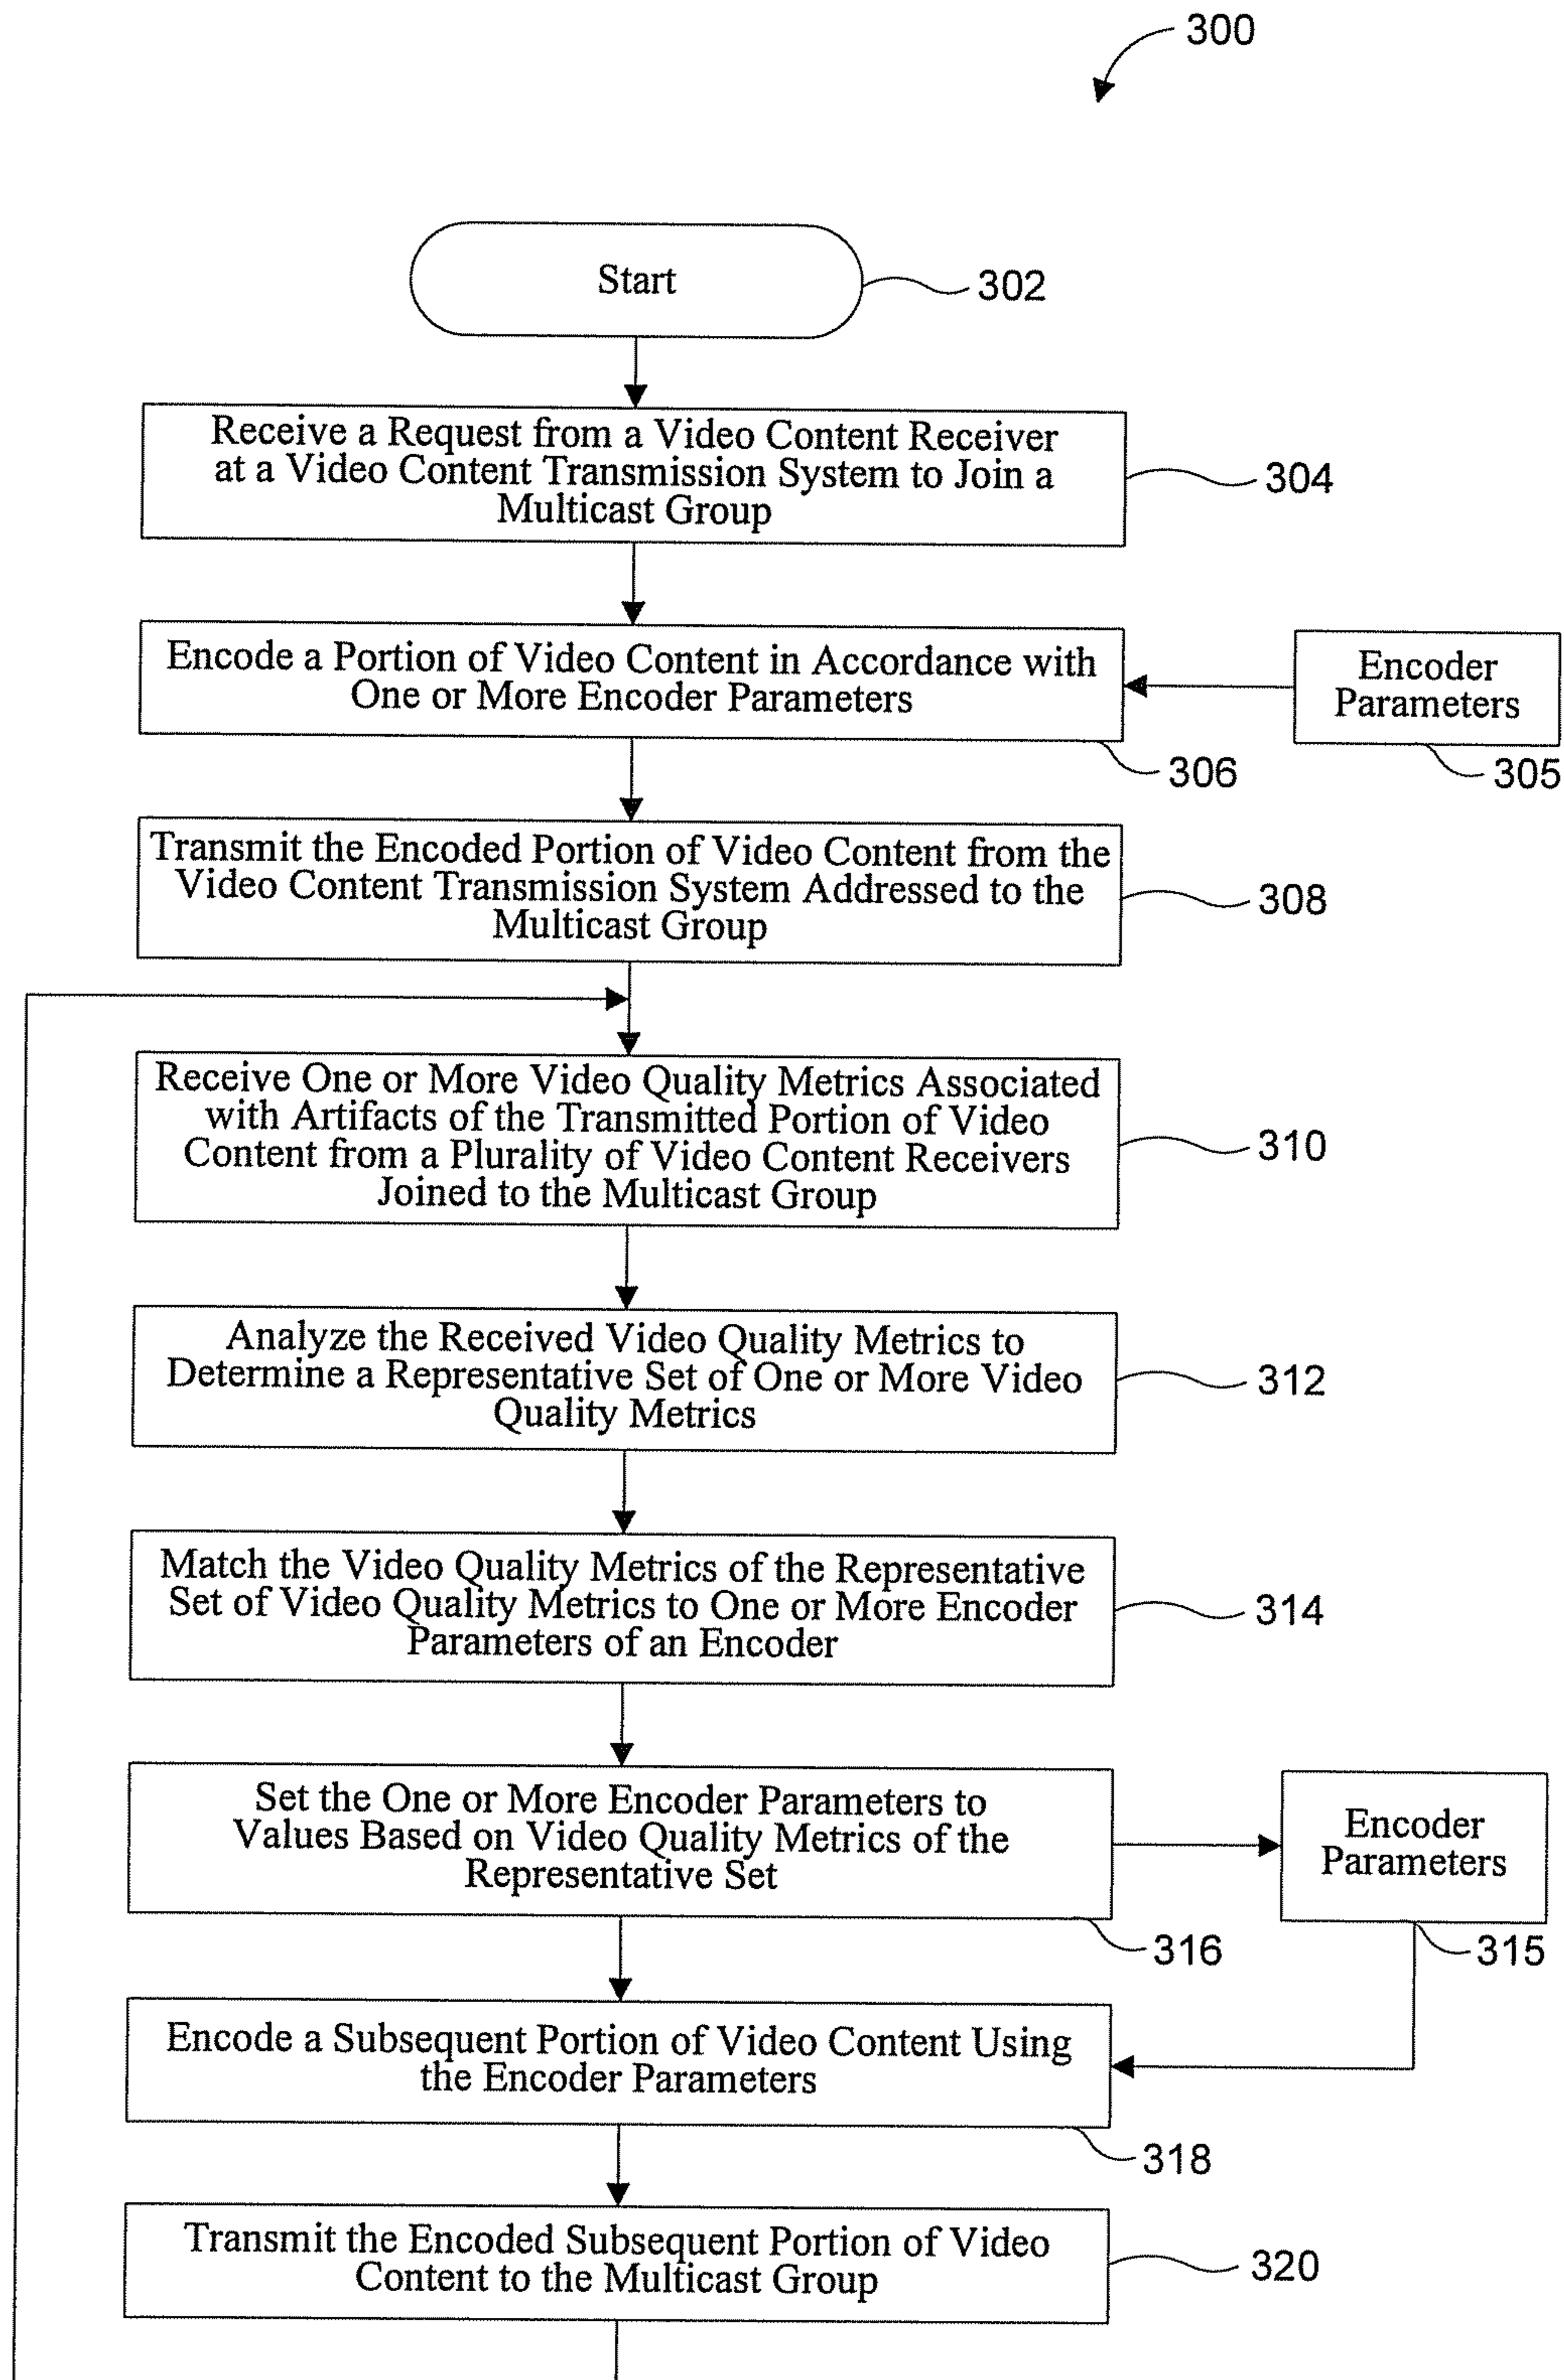 300
Start
302
Receive a Request from a Video Content Receiver
at a Video Content Transmission System to Join a
Multicast Group
304
Encode a Portion of Video Content in Accordance with
One or More Encoder Parameters
306
Encoder
Parameters
305
Transmit the Encoded Portion of Video Content from the
Video Content Transmission System Addressed to the
Multicast Group
308
Receive One or More Video Quality Metrics Associated
with Artifacts of the Transmitted Portion of Video
Content from a Plurality of Video Content Receivers
Joined to the Multicast Group
310
Analyze the Received Video Quality Metrics to
Determine a Representative Set of One or More Video
Quality Metrics
312
Match the Video Quality Metrics of the Representative
Set of Video Quality Metrics to One or More Encoder
Parameters of an Encoder
314
Set the One or More Encoder Parameters to
Values Based on Video Quality Metrics of the
Representative Set
316
Encoder
Parameters
315
Encode a Subsequent Portion of Video Content Using
the Encoder Parameters
318
Transmit the Encoded Subsequent Portion of Video
Content to the Multicast Group
320